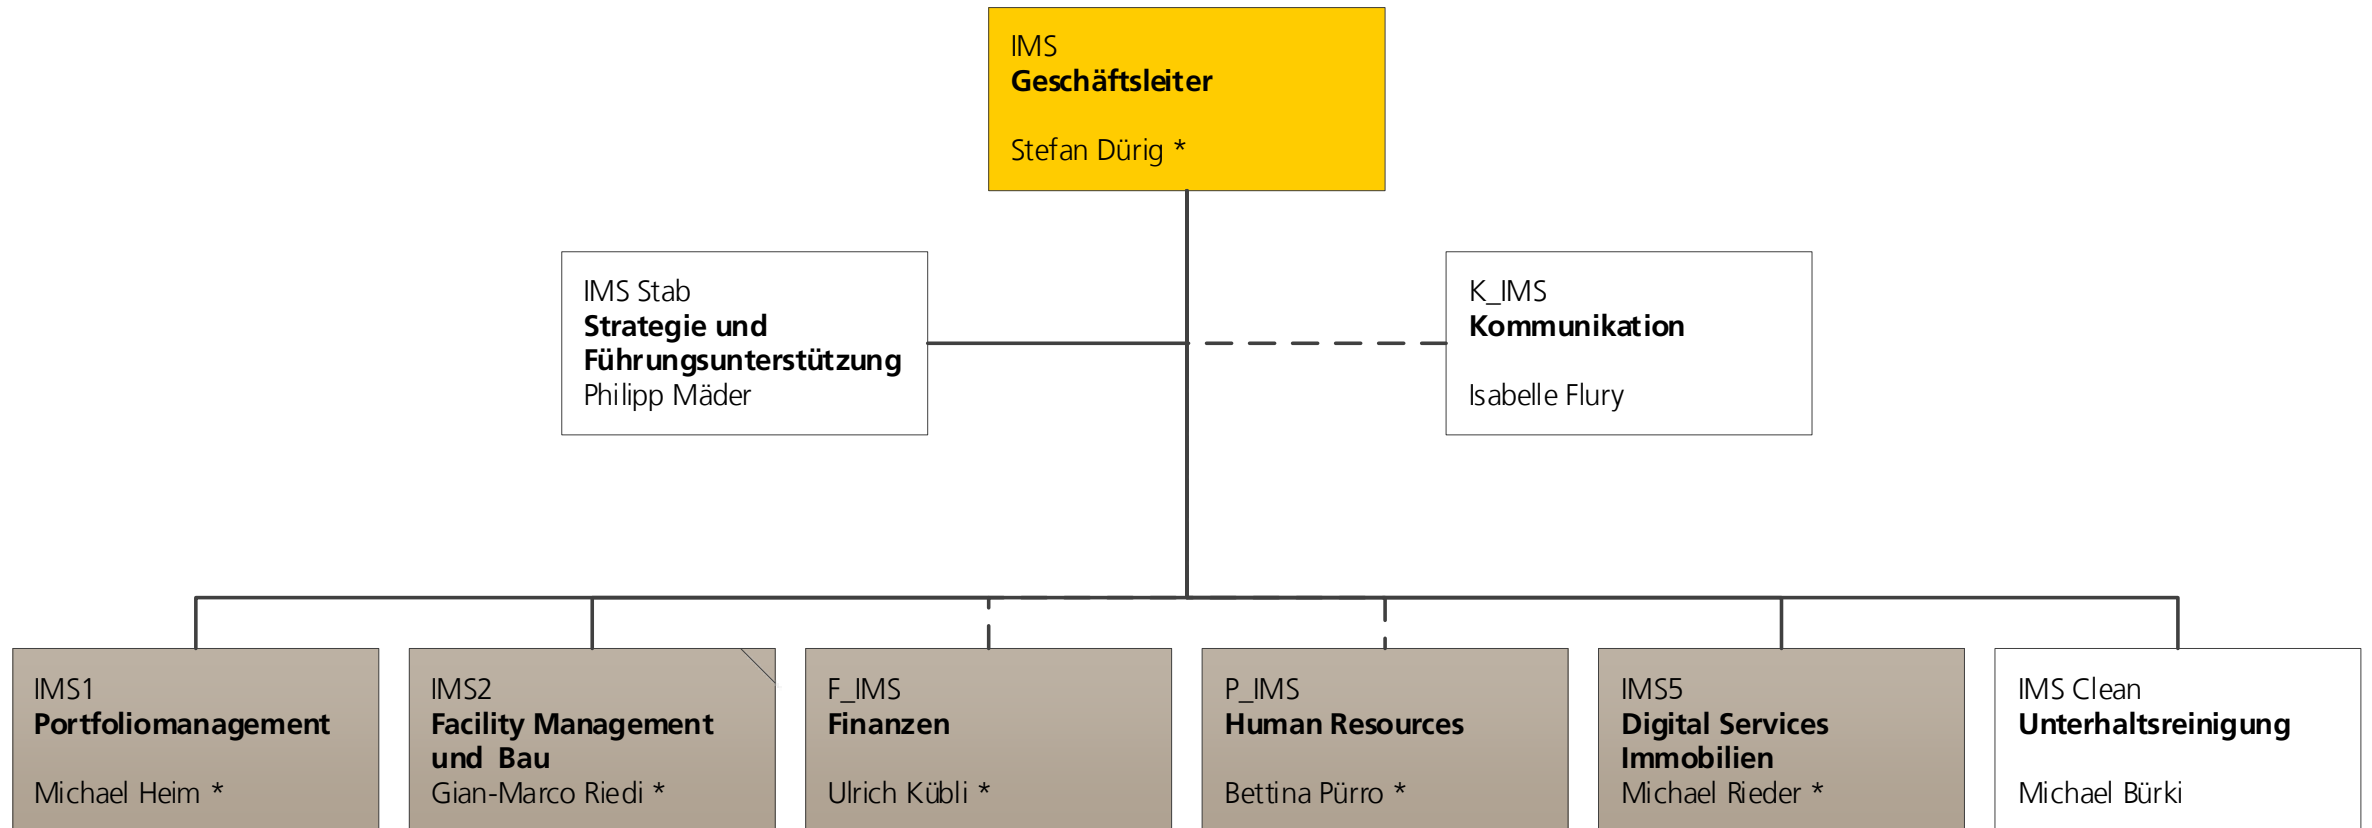 IMS
Geschäftsleiter
Stefan Dürig *
IMS Stab
Strategie und
Führungsunterstützung
Philipp Mäder
K_IMS
Kommunikation
Isabelle Flury
IMS1
Portfoliomanagement
Michael Heim *
IMS2
Facility Management
und Bau
Gian-Marco Riedi *
F_IMS
Finanzen
Ulrich Kübli *
P_IMS
Human Resources
Bettina Pürro *
IMS5
Digital Services
Immobilien
Michael Rieder *
IMS Clean
Unterhaltsreinigung
Michael Bürki